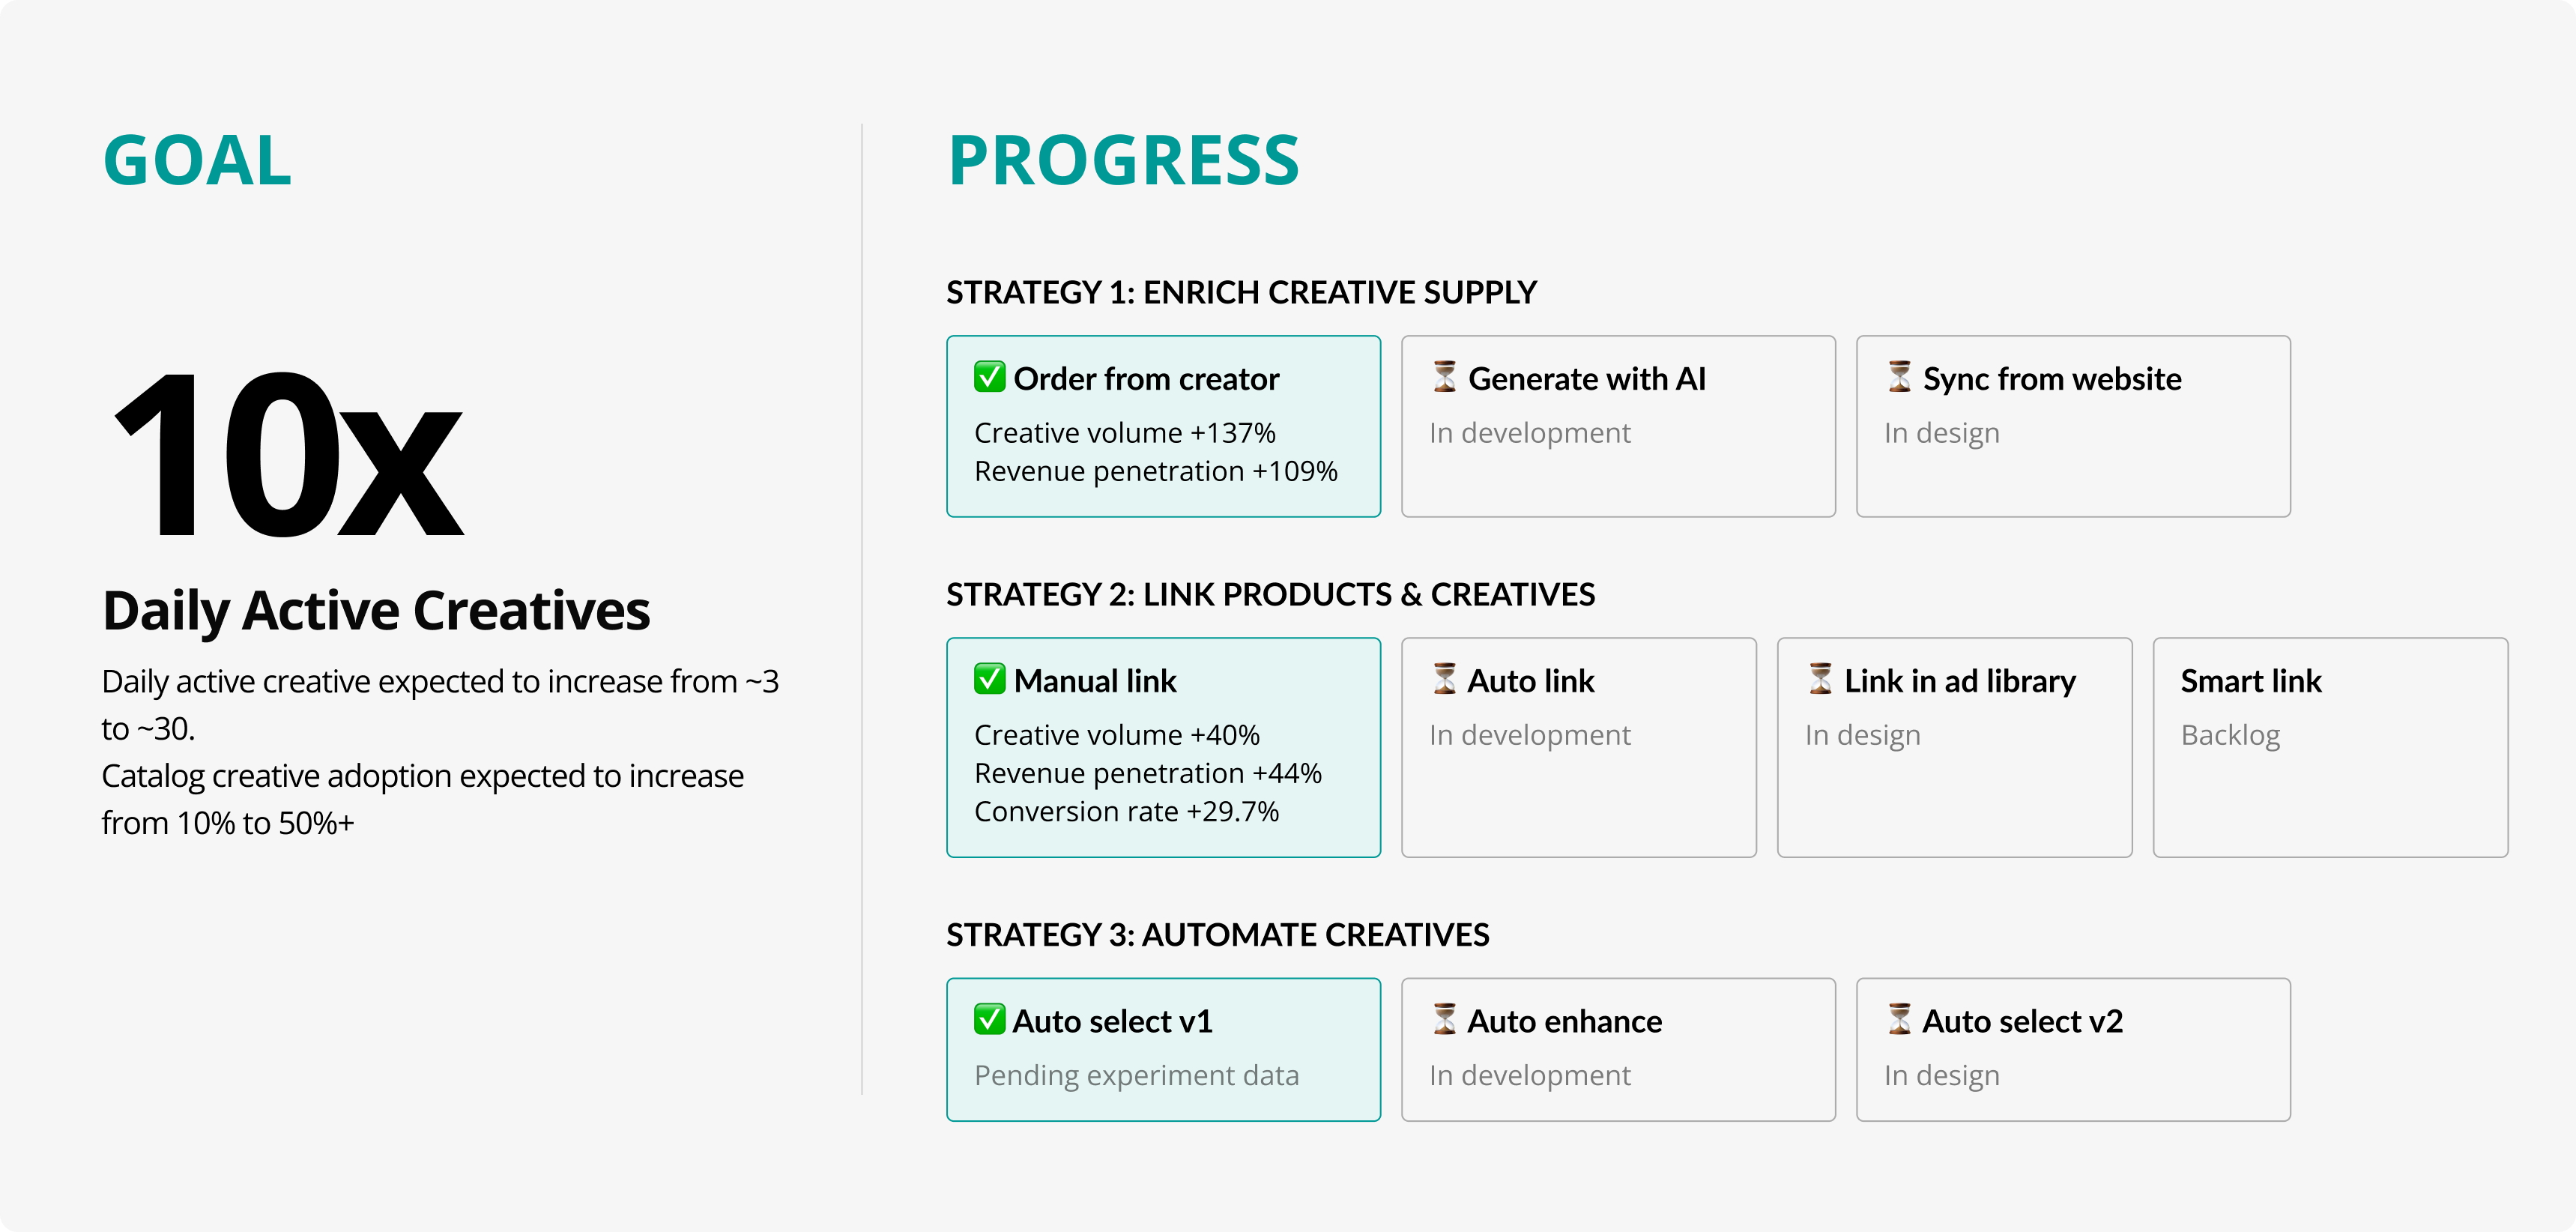 GOAL
10x
Daily Active Creatives
Daily active creative expected to increase from ~3
to ~30.
Catalog creative adoption expected to increase
from 10% to 50%+
PROGRESS
STRATEGY 1: ENRICH CREATIVE SUPPLY
✅ Order from creator
Creative volume +137%
Revenue penetration +109%
⏳ Generate with AI
In development
⏳ Sync from website
In design
STRATEGY 2: LINK PRODUCTS & CREATIVES
✅ Manual link
Creative volume +40%
Revenue penetration +44%
Conversion rate +29.7%
⏳ Auto link
In development
⏳ Link in ad library
In design
Smart link
Backlog
STRATEGY 3: AUTOMATE CREATIVES
✅ Auto select v1
Pending experiment data
⏳ Auto enhance
In development
⏳ Auto select v2
In design